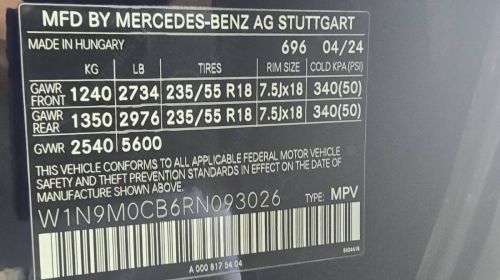 MFD BY MERCEDES-BENZ AG STUTTGART
MADE IN HUNGARY 696 04/24
KG LB TIRES RIM SIZE COLD KPA(PSI)
GAWR FRONT 1240 2734 235/55 R18 7.5Jx18 340(50)
GAWR REAR 1350 2976 235/55 R18 7.5Jx18 340(50)
GVWR 2540 5600
THIS VEHICLE CONFORMS TO ALL APPLICABLE FEDERAL MOTOR VEHICLE
SAFETY AND THEFT PREVENTION STANDARDS IN EFFECT ON THE DATE OF
MANUFACTURE SHOWN ABOVE.
W1N9M0CB6RN093026 TYPE: MPV
A 000 817 54 04